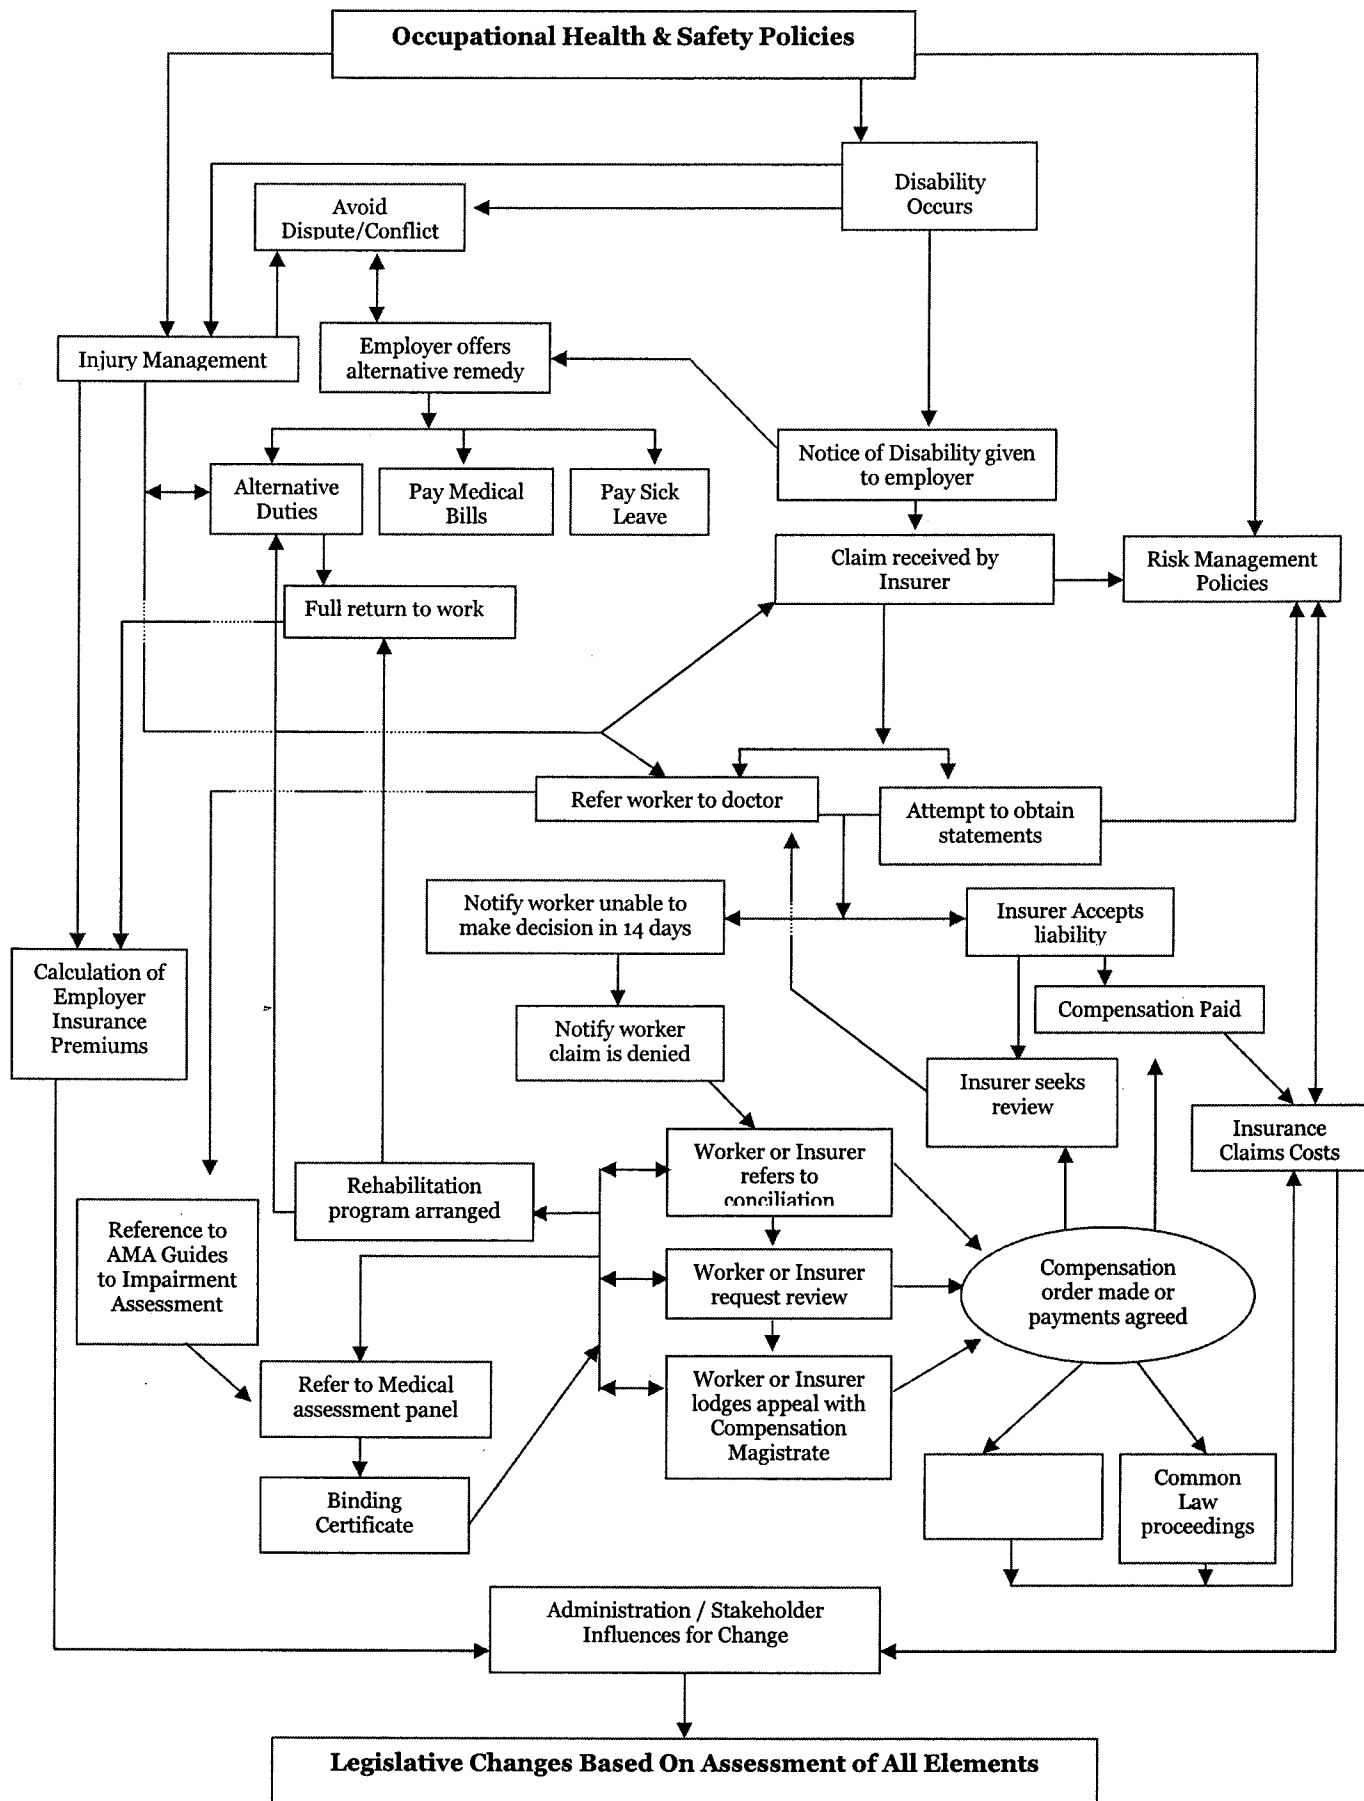 Occupational Health & Safety Policies
Disability
Occurs
Avoid
Dispute/Conflict
Injury Management
Employer offers
alternative remedy
Notice of Disability given
to employer
Alternative
Duties
Pay Medical
Bills
Pay Sick
Leave
Claim received by
Insurer
Risk Management
Policies
Full return to work
Refer worker to doctor
Attempt to obtain
statements
Notify worker unable to
make decision in 14 days
Insurer Accepts
liability
Calculation of
Employer
Insurance
Premiums
Compensation Paid
Notify worker
claim is denied
Insurer seeks
review
Insurance
Claims Costs
Worker or Insurer
refers to
conciliation
Rehabilitation
program arranged
Reference to
AMA Guides
to Impairment
Assessment
Worker or Insurer
request review
Compensation
order made or
payments agreed
Refer to Medical
assessment panel
Worker or Insurer
lodges appeal with
Compensation
Magistrate
Binding
Certificate
Common
Law
proceedings
Administration / Stakeholder
Influences for Change
Legislative Changes Based On Assessment of All Elements